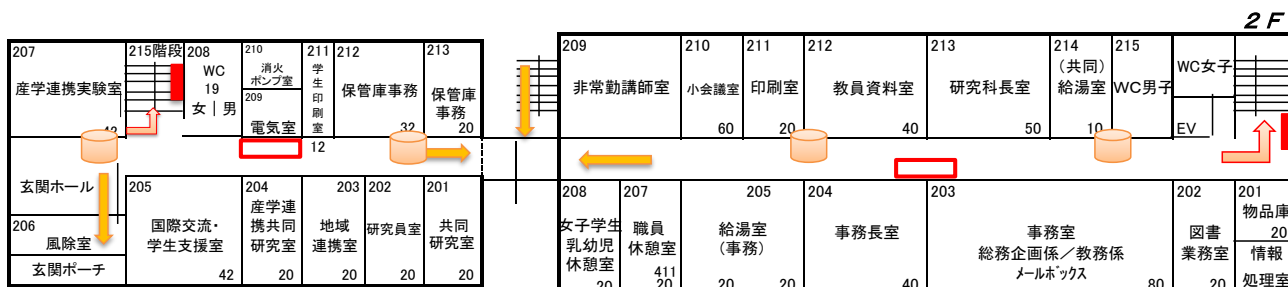 2F
207
産学連携実験室
215階段
208
WC
19
女｜男
210
消火
ポンプ室
209
電気室
211
学
生
印
刷
室
12
212
保管庫事務
32
213
保管庫
事務
20
玄関ホール
206
風除室
玄関ポーチ
205
国際交流・
学生支援室
42
204
産学連
携共同
研究室
20
203
地域
連携室
20
202
研究員室
20
201
共同
研究室
20
209
非常勤講師室
210
小会議室
60
211
印刷室
20
212
教員資料室
40
213
研究科長室
50
214
（共同）
給湯室
10
215
WC男子
WC女子
EV
208
女子学生
乳幼児
休憩室
20
207
職員
休憩室
411
20
給湯室
（事務）
20
205
20
204
事務長室
40
203
事務室
総務企画係／教務係
メールボックス
80
202
図書
業務室
20
201
物品庫
20
情報
処理室